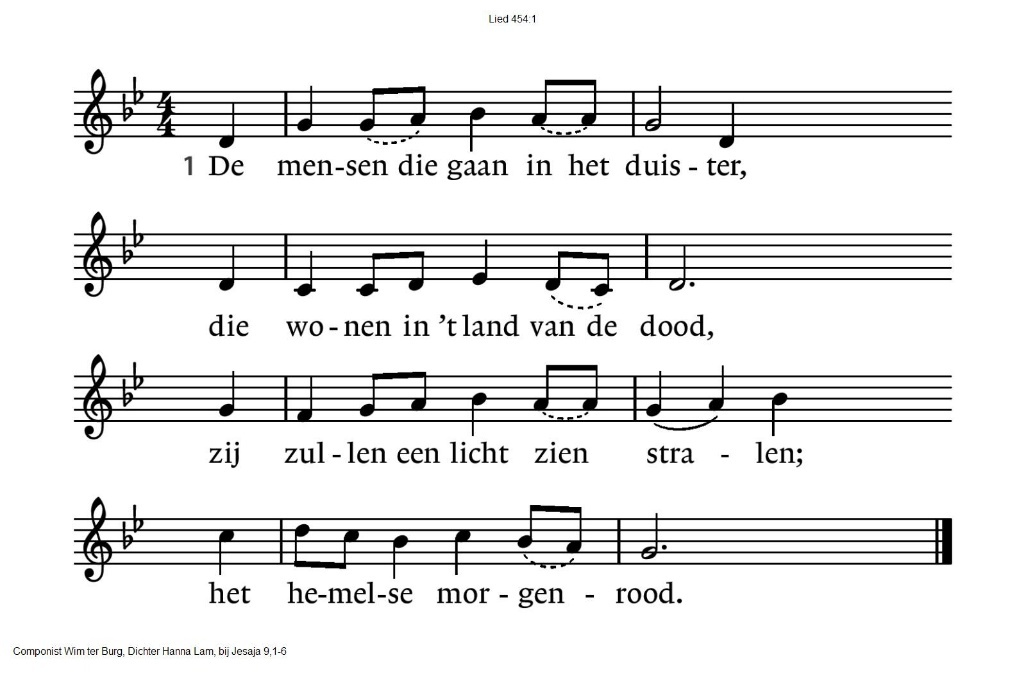 Lied 454:1
4
4
1 De men-sen die gaan in het duis - ter,
die wo - nen in 't land van de dood,
zij zul - len een licht zien stra - len;
het he-mel-se mor - gen - rood.
Componist Wim ter Burg, Dichter Hanna Lam, bij Jesaja 9,1-6